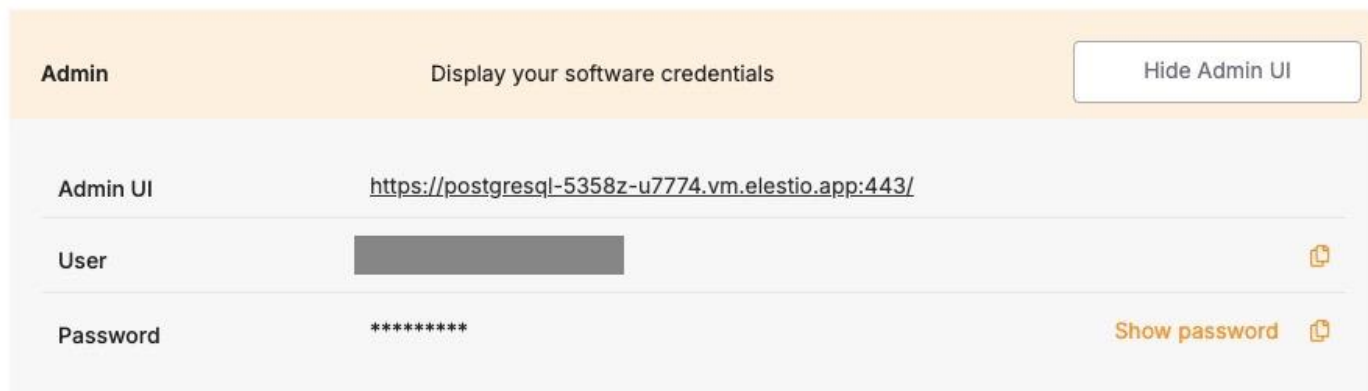 Admin Display your software credentials Hide Admin UI
Admin UI https://postgresql-5358z-u7774.vm.elestio.app:443/
User
Password ********* Show password